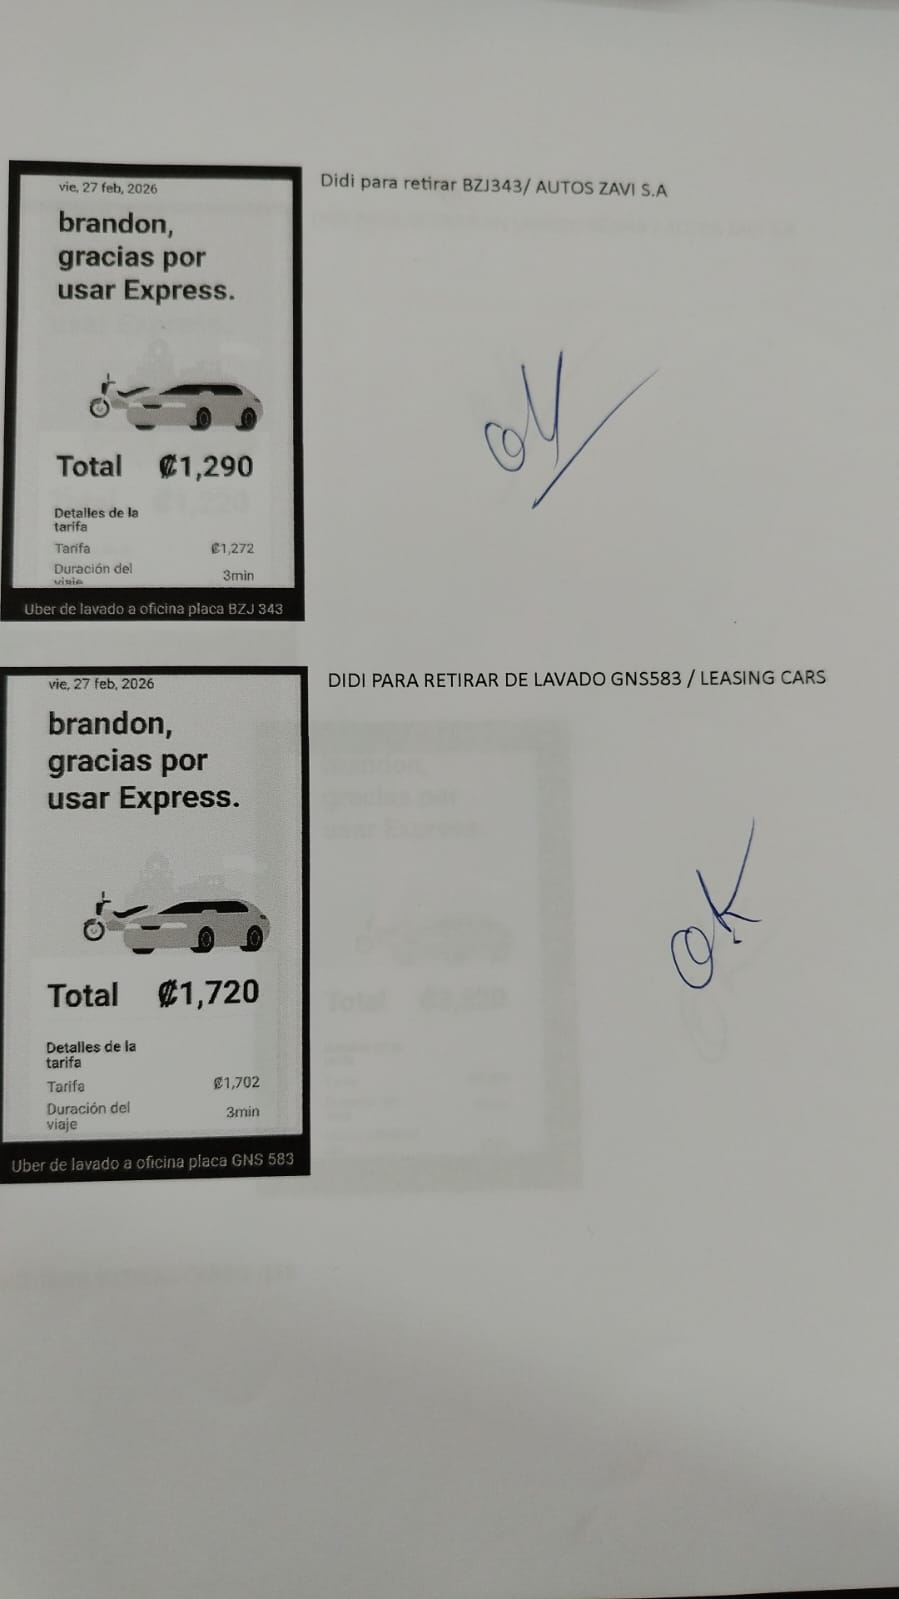 vie, 27 feb, 2026
brandon,
gracias por
usar Express.
Total ₡1,290
Detalles de la
tarifa
Tarifa ₡1,272
Duración del
viaje 3min
Uber de lavado a oficina placa BZJ 343
Didi para retirar BZJ343/ AUTOS ZAVI S.A
OK
vie, 27 feb, 2026
brandon,
gracias por
usar Express.
Total ₡1,720
Detalles de la
tarifa
Tarifa ₡1,702
Duración del
viaje 3min
Uber de lavado a oficina placa GNS 583
DIDI PARA RETIRAR DE LAVADO GNS583 / LEASING CARS
OK